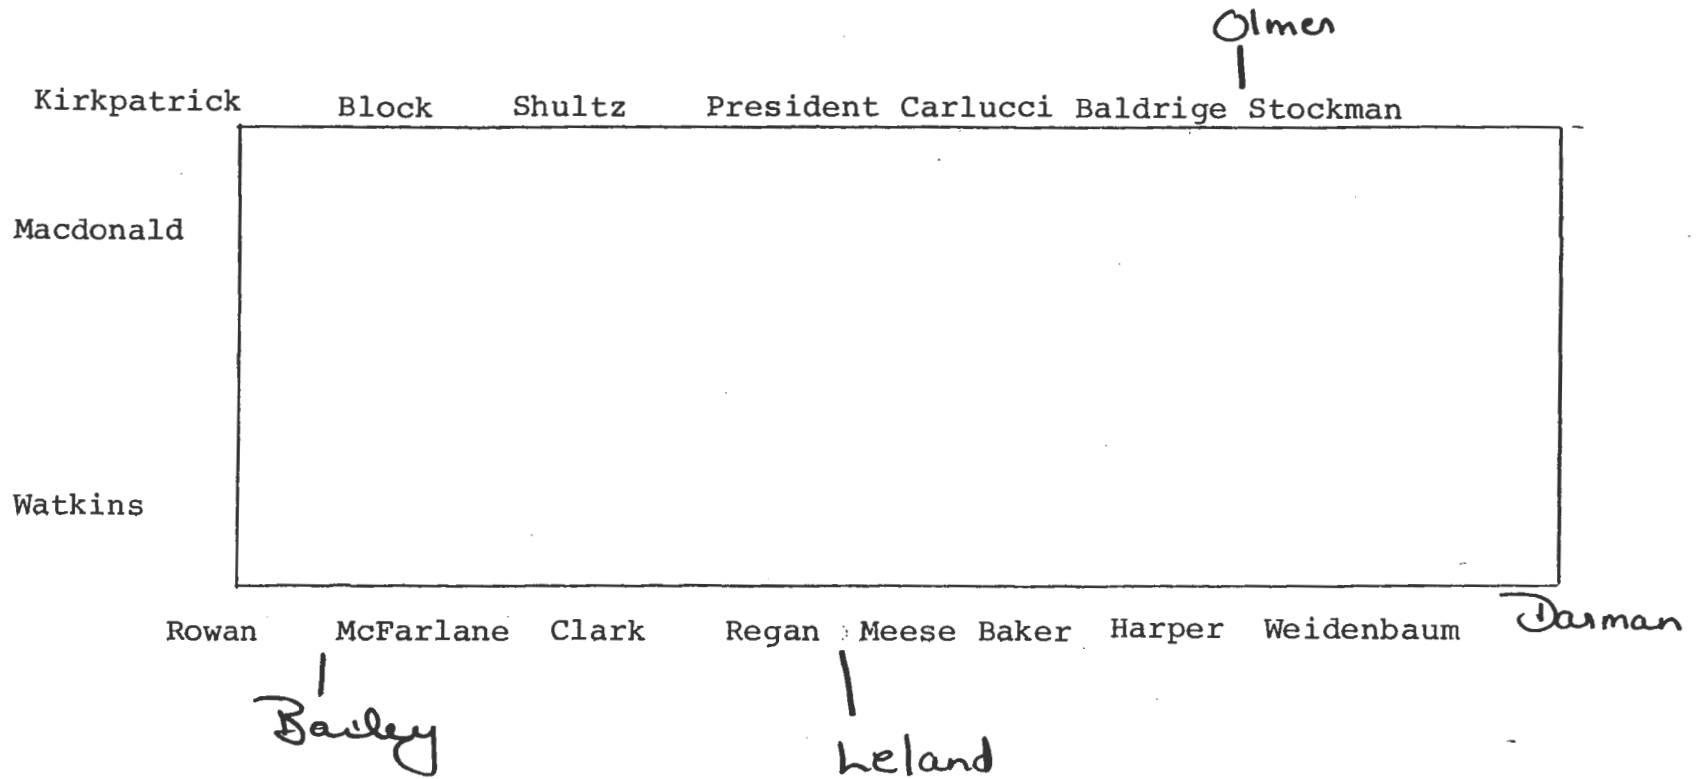 Olmer
Kirkpatrick Block Shultz President Carlucci Baldrige Stockman
Macdonald
Watkins
Rowan McFarlane Clark Regan Meese Baker Harper Weidenbaum Darman
Bailey
Leland